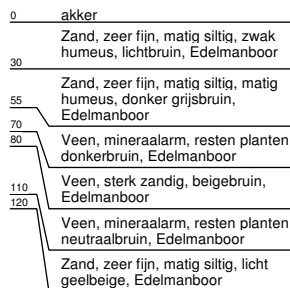 0 akker
Zand, zeer fijn, matig siltig, zwak
humeus, lichtbruin, Edelmanboor
30
Zand, zeer fijn, matig siltig, matig
humeus, donker grijsbruin,
55
Edelmanboor
70
Veen, mineraalarm, resten planten
80
donkerbruin, Edelmanboor
Veen, sterk zandig, beigebruin,
110
Edelmanboor
120
Veen, mineraalarm, resten planten
neutraalbruin, Edelmanboor
Zand, zeer fijn, matig siltig, licht
geelbeige, Edelmanboor